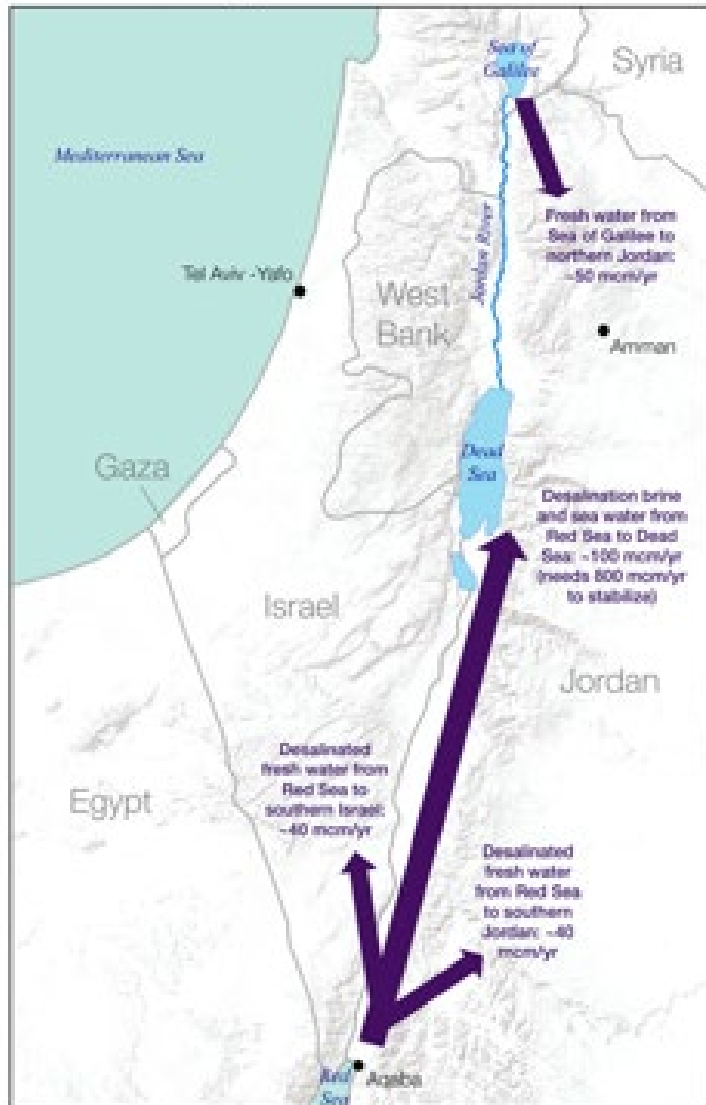 Sea of
Galilee
Syria
Mediterranean Sea
Jordan River
Fresh water from
Sea of Galilee to
northern Jordan:
~50 mcm/yr
Tel Aviv -Yafo
West
Bank
Amman
Gaza
Dead
Sea
Desalination brine
and sea water from
Red Sea to Dead
Sea: ~100 mcm/yr
(needs 800 mcm/yr
to stabilize)
Israel
Jordan
Desalinated
fresh water from
Red Sea to
southern Israel:
~40 mcm/yr
Egypt
Desalinated
fresh water
from Red Sea
to southern
Jordan: ~40
mcm/yr
Aqaba
Red
Sea